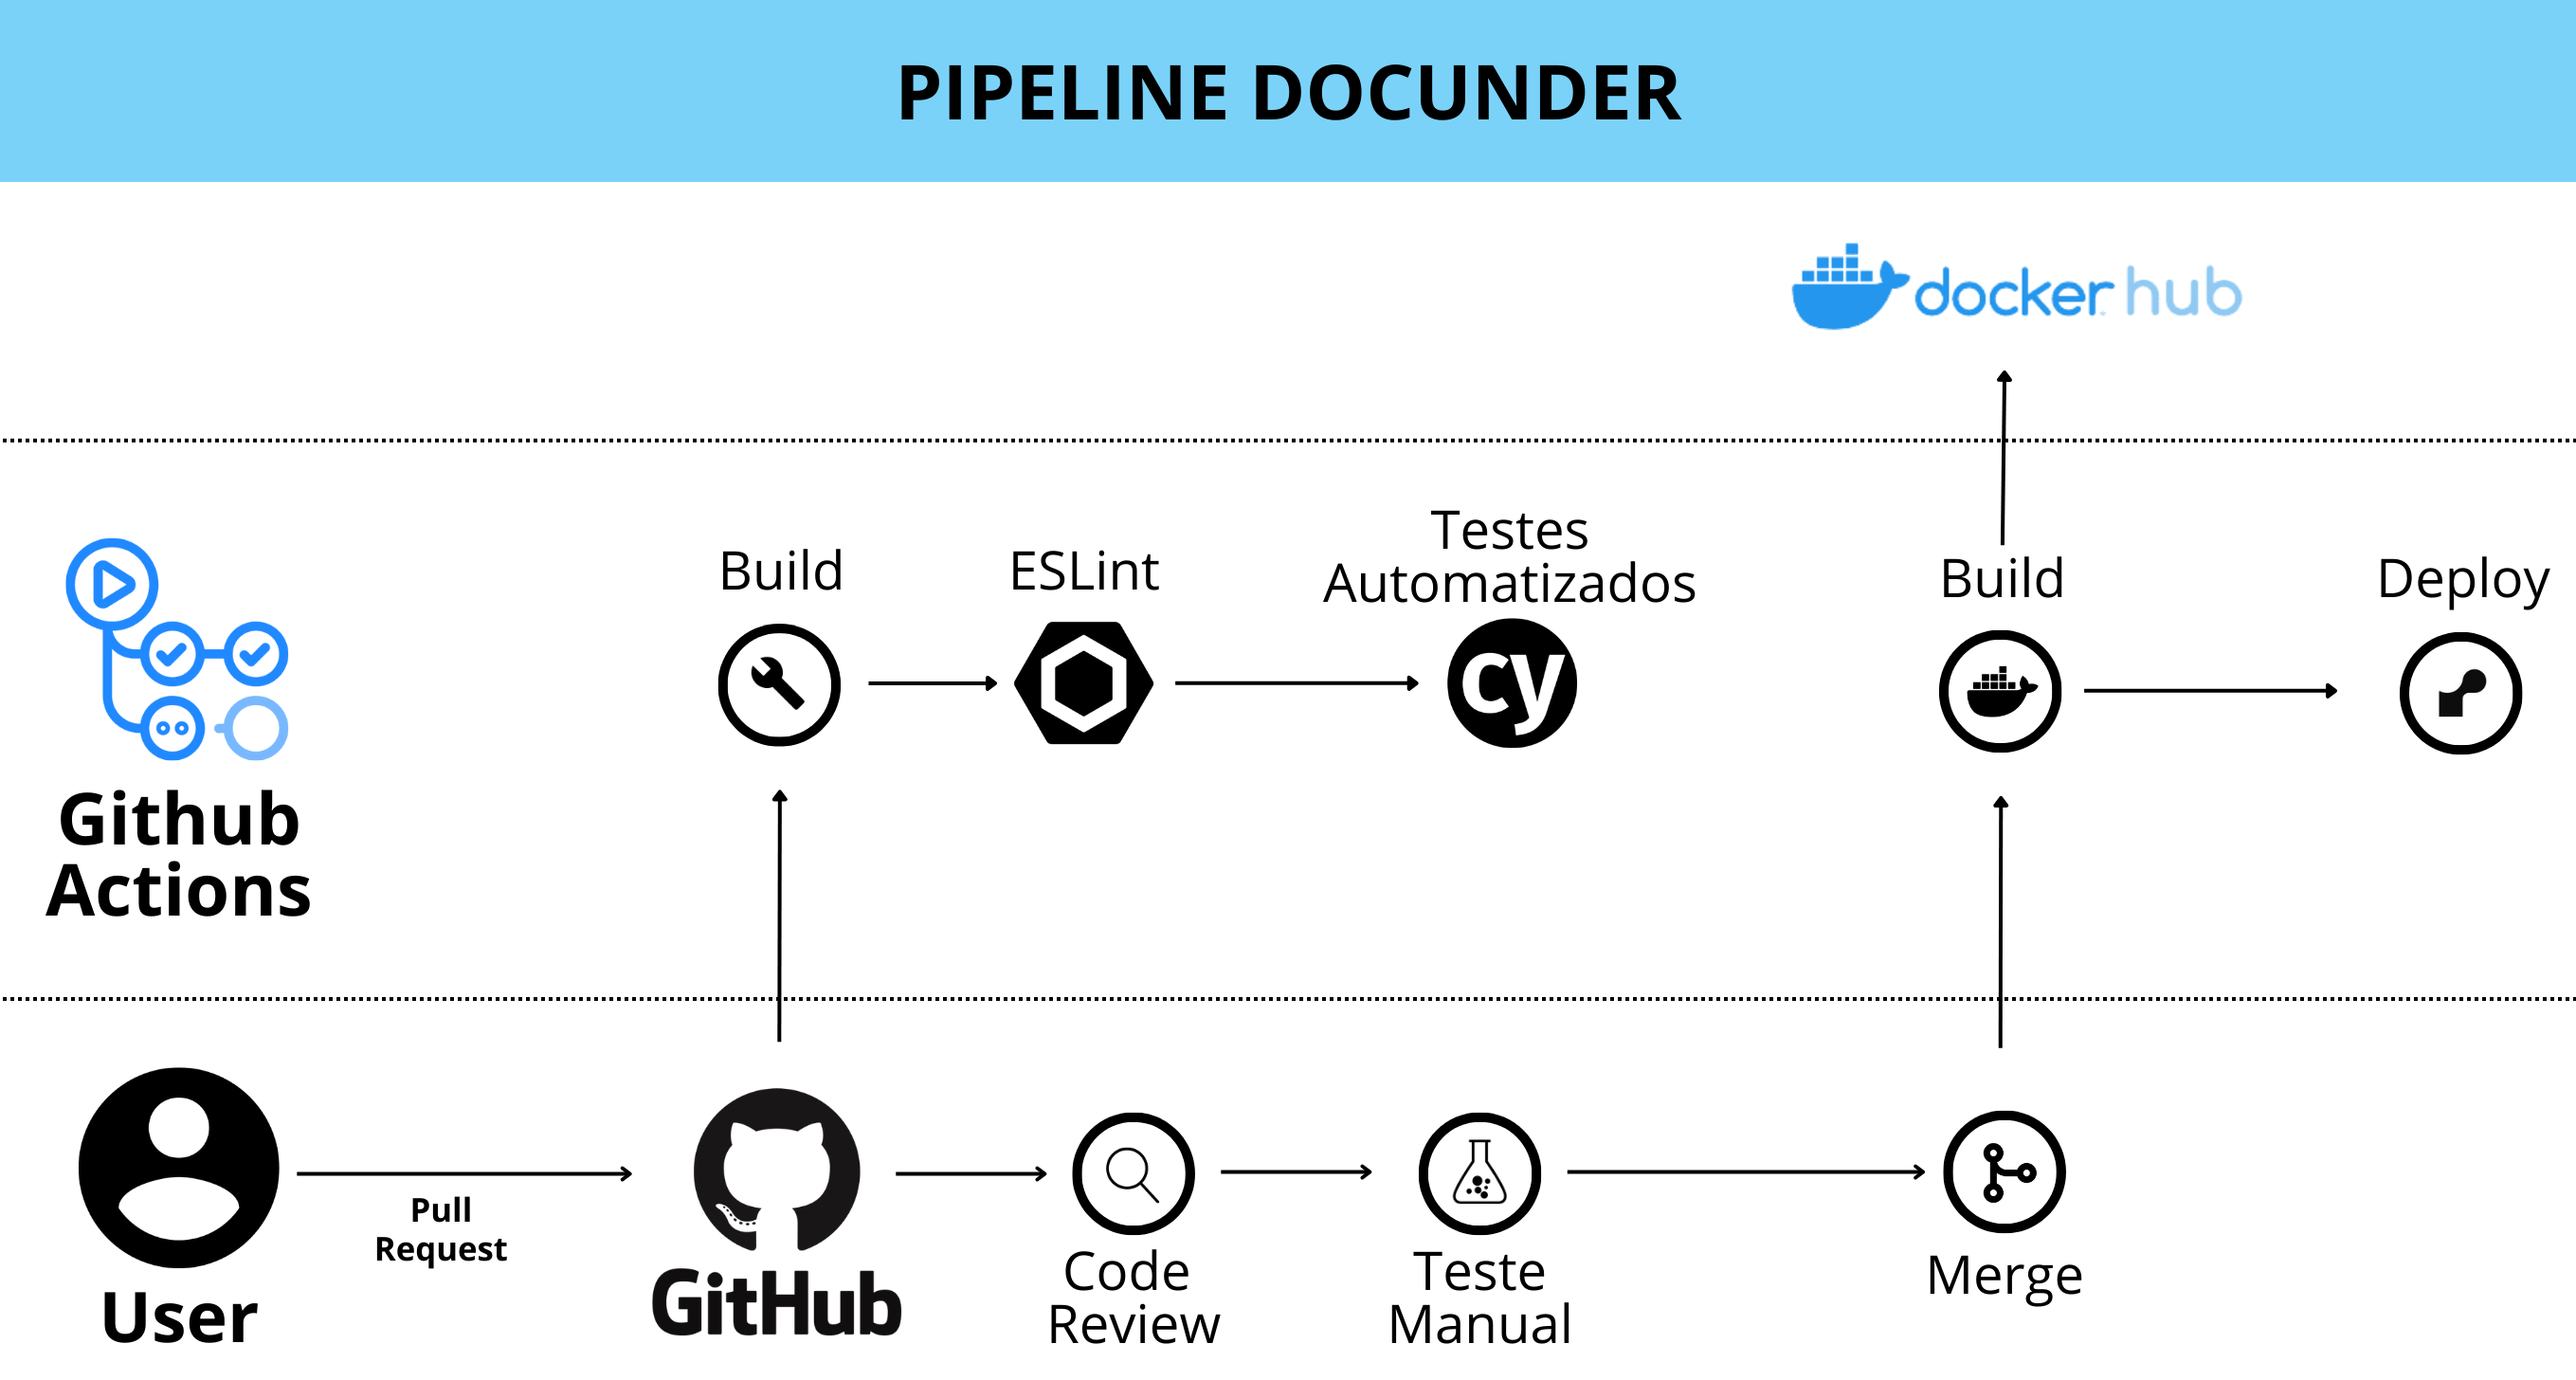 PIPELINE DOCUNDER
docker hub
Testes
Automatizados
Build
ESLint
Build
Deploy
cy
Github
Actions
Pull
Request
User
GitHub
Code
Review
Teste
Manual
Merge